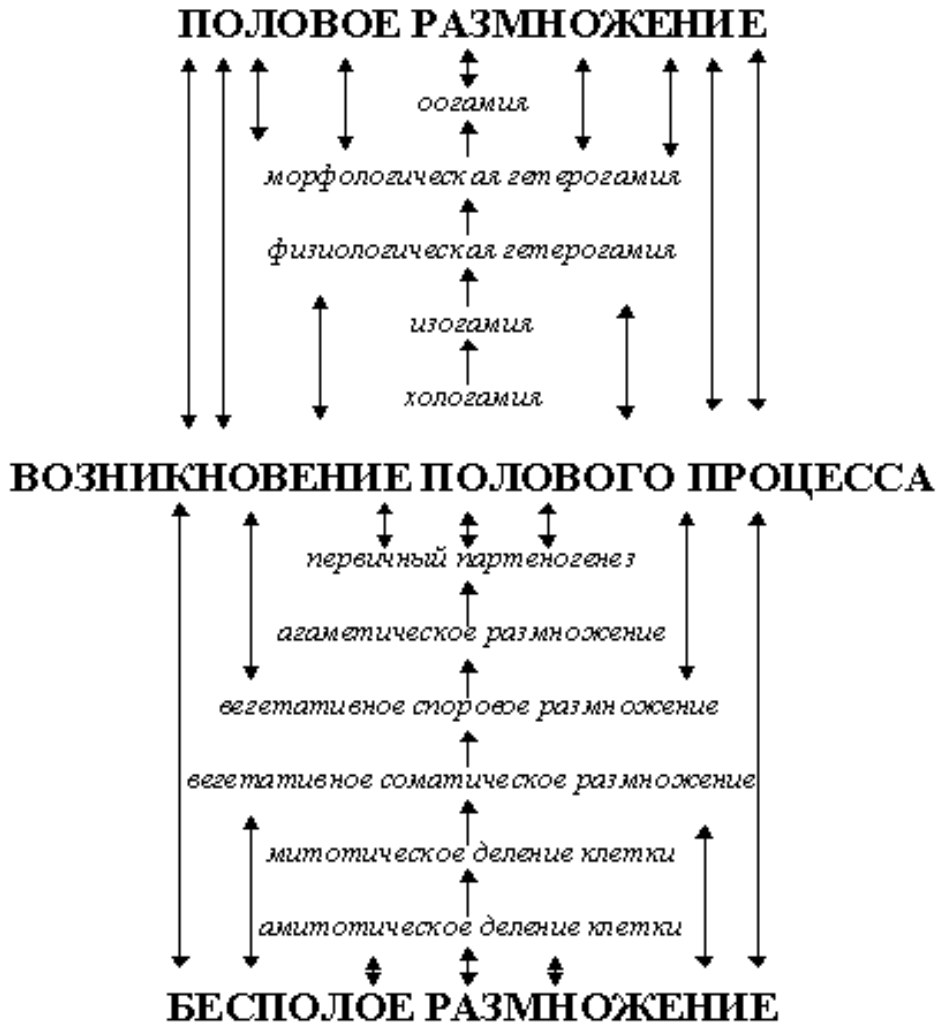 ПОЛОВОЕ РАЗМНОЖЕНИЕ
оогамия
морфологическая гетерогамия
физиологическая гетерогамия
изогамия
хологамия
ВОЗНИКНОВЕНИЕ ПОЛОВОГО ПРОЦЕССА
первичный партеногенез
агаметическое размножение
вегетативное споровое размножение
вегетативное соматическое размножение
митотическое деление клетки
амитотическое деление клетки
БЕСПОЛОЕ РАЗМНОЖЕНИЕ